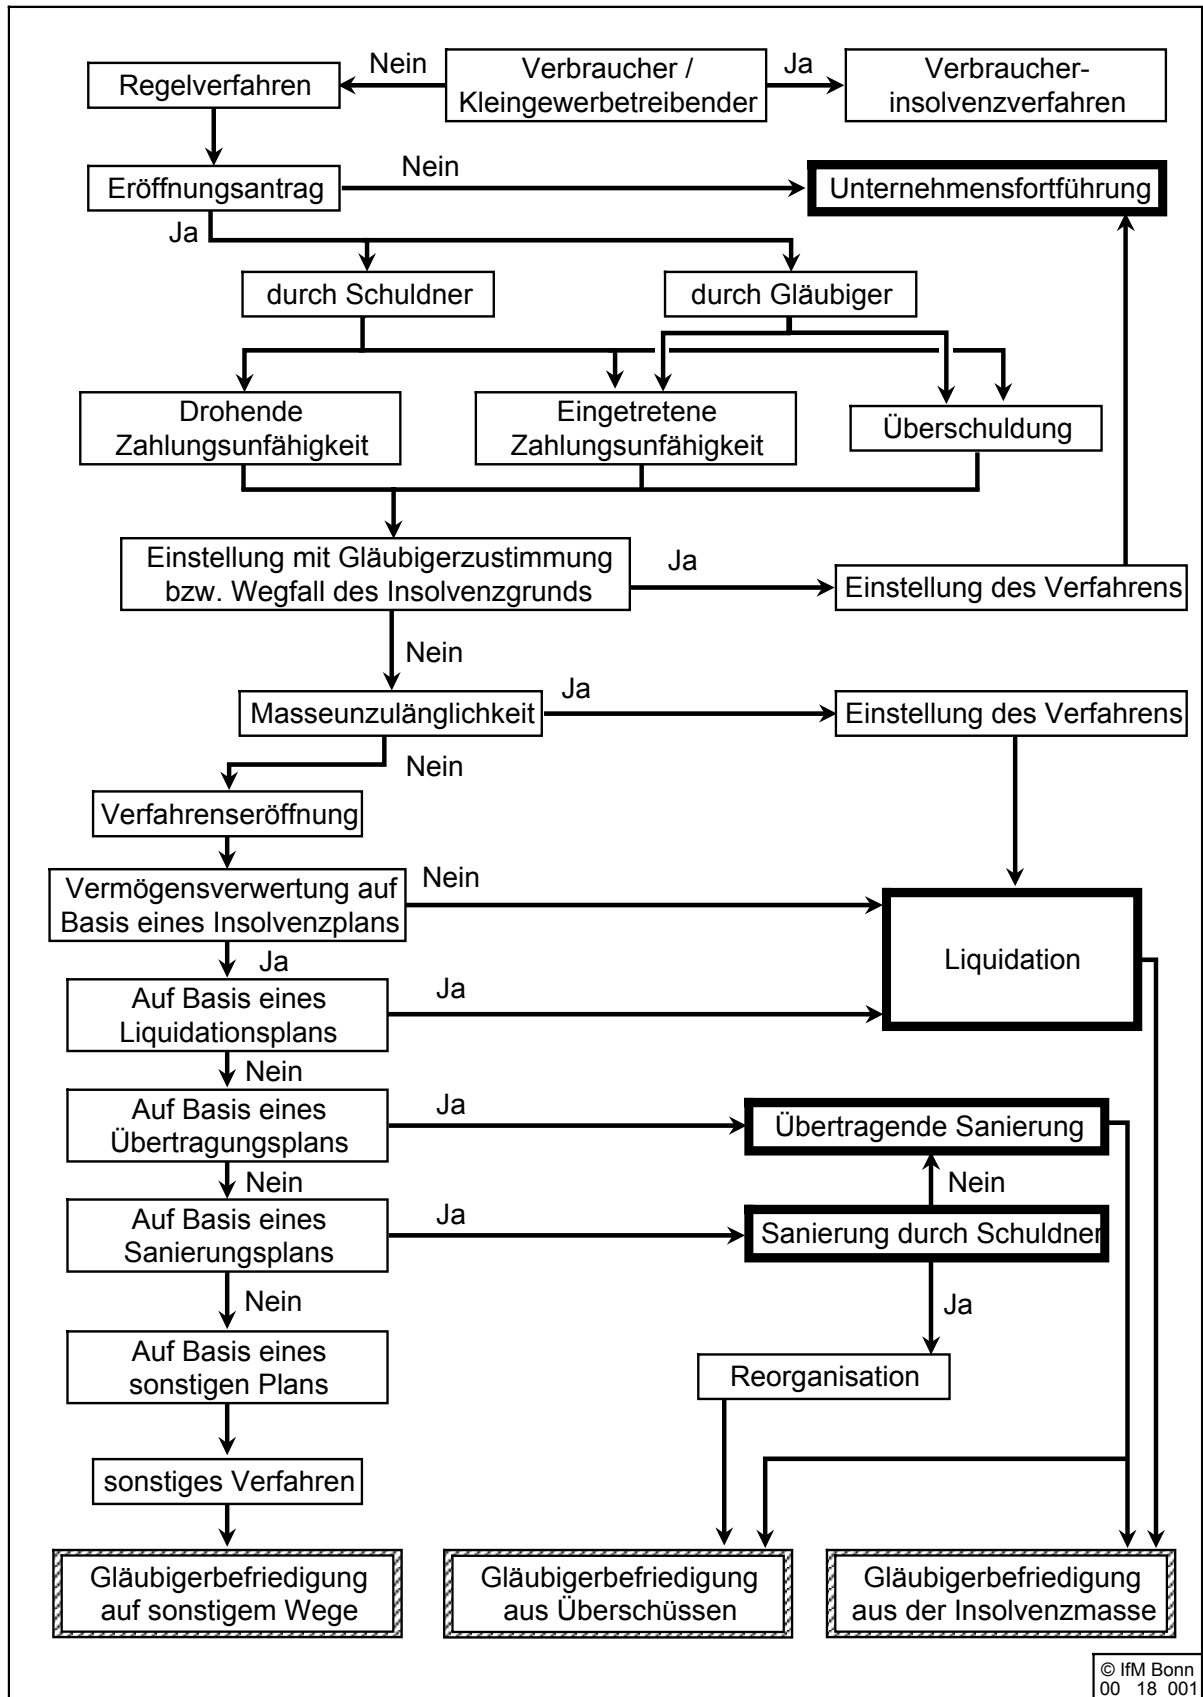 Regelverfahren
Nein
Verbraucher /
Kleingewerbetreibender
Ja
Verbraucher-
insolvenzverfahren
Eröffnungsantrag
Nein
Unternehmensfortführung
Ja
durch Schuldner
durch Gläubiger
Drohende
Zahlungsunfähigkeit
Eingetretene
Zahlungsunfähigkeit
Überschuldung
Einstellung mit Gläubigerzustimmung
bzw. Wegfall des Insolvenzgrunds
Ja
Einstellung des Verfahrens
Nein
Masseunzulänglichkeit
Ja
Einstellung des Verfahrens
Nein
Verfahrenseröffnung
Vermögensverwertung auf
Basis eines Insolvenzplans
Nein
Liquidation
Ja
Auf Basis eines
Liquidationsplans
Ja
Nein
Auf Basis eines
Übertragungsplans
Ja
Übertragende Sanierung
Nein
Nein
Auf Basis eines
Sanierungsplans
Ja
Sanierung durch Schuldner
Nein
Ja
Auf Basis eines
sonstigen Plans
Reorganisation
sonstiges Verfahren
Gläubigerbefriedigung
auf sonstigem Wege
Gläubigerbefriedigung
aus Überschüssen
Gläubigerbefriedigung
aus der Insolvenzmasse
© IfM Bonn
00 18 001